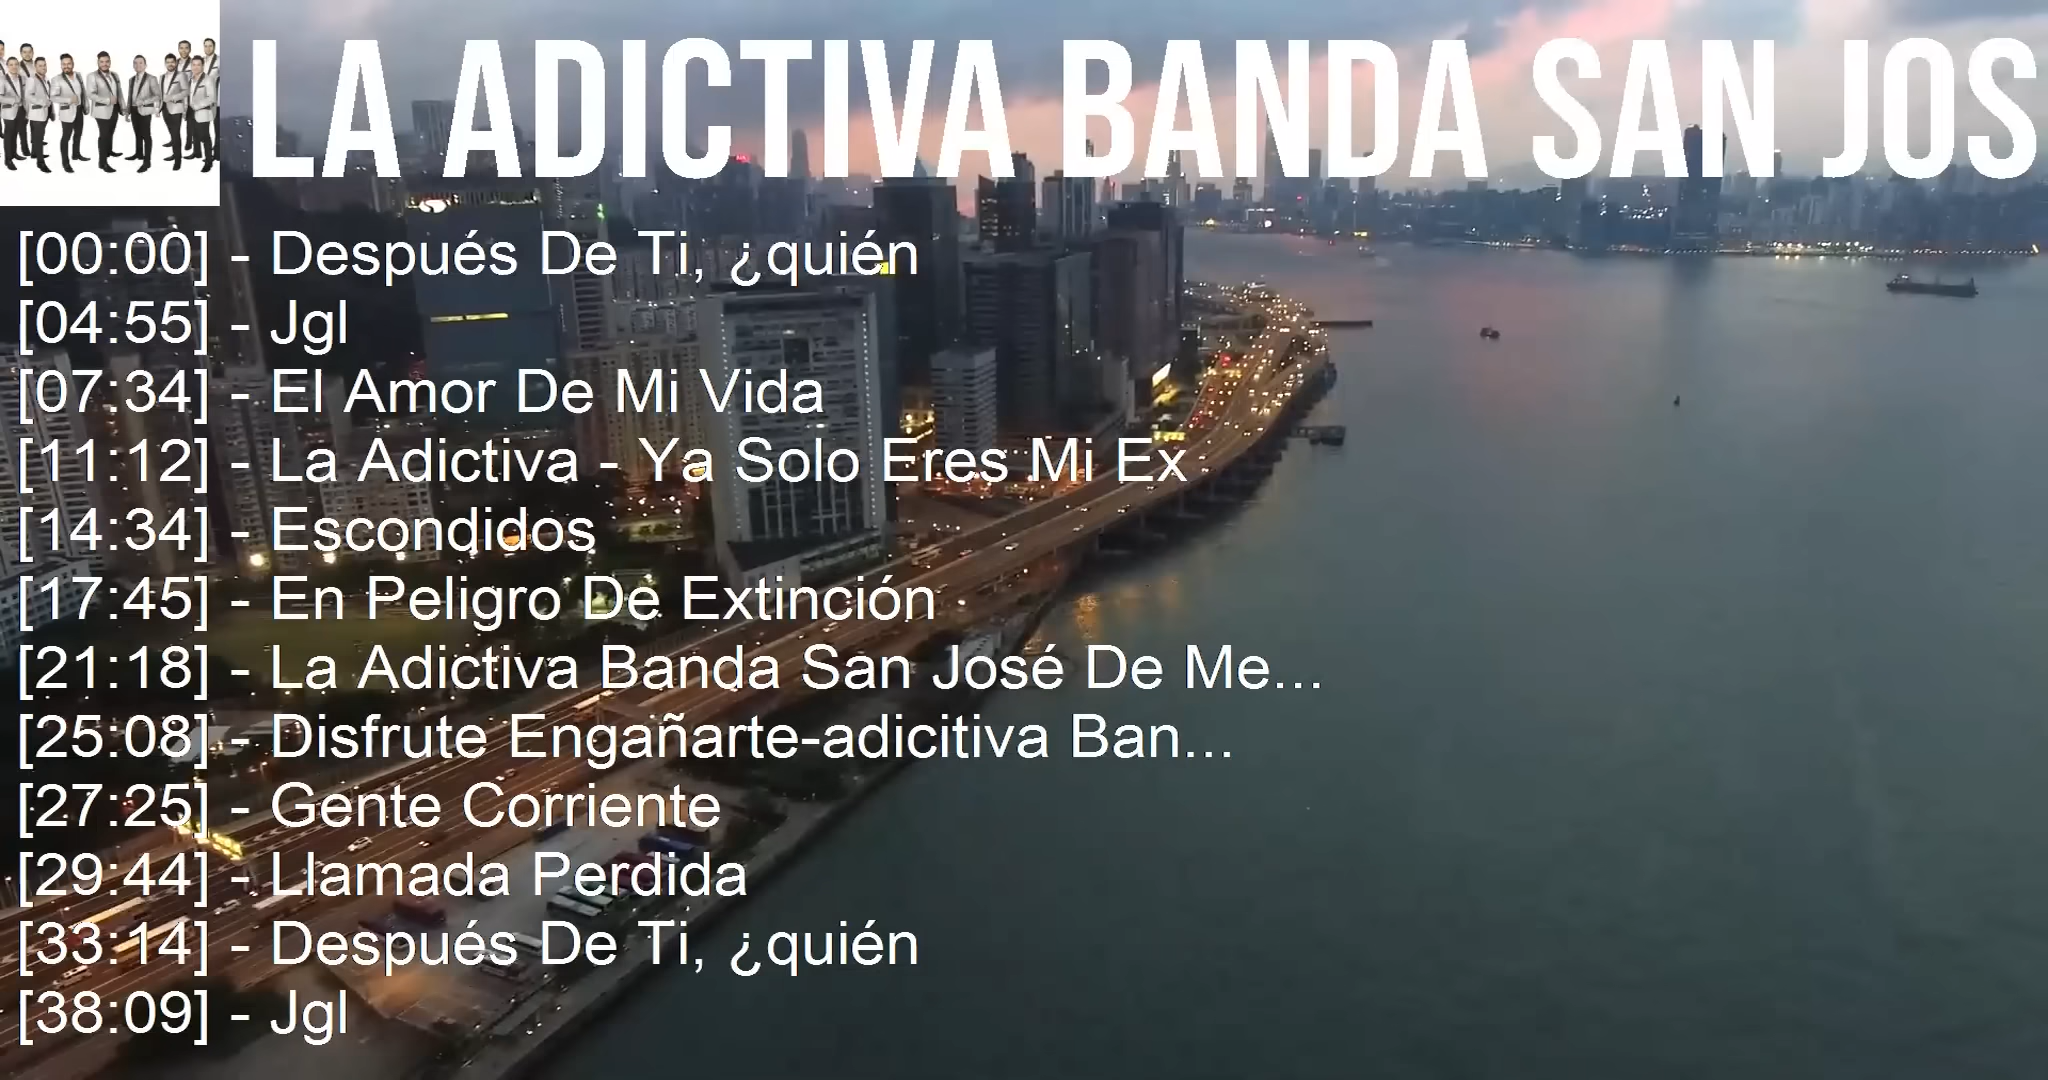 LA ADICTIVA BANDA SAN JOS
[00:00] - Después De Ti, ¿quién
[04:55] - Jgl
[07:34] - El Amor De Mi Vida
[11:12] - La Adictiva - Ya Solo Eres Mi Ex
[14:34] - Escondidos
[17:45] - En Peligro De Extinción
[21:18] - La Adictiva Banda San José De Me...
[25:08] - Disfrute Engañarte-adicitiva Ban...
[27:25] - Gente Corriente
[29:44] - Llamada Perdida
[33:14] - Después De Ti, ¿quién
[38:09] - Jgl